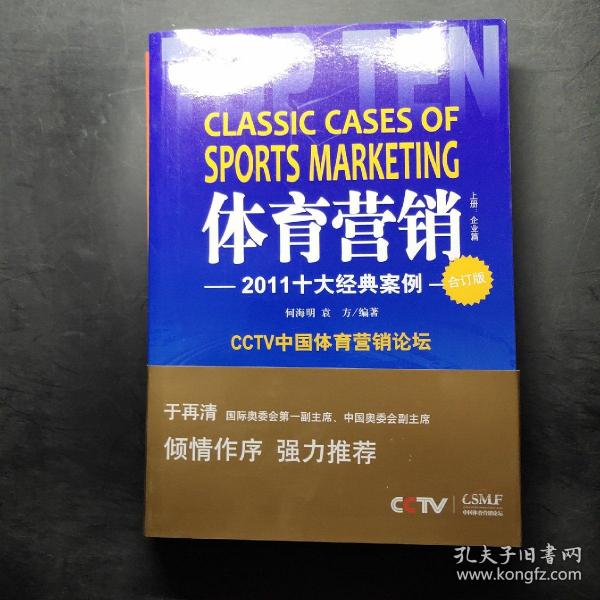 TOP TEN
CLASSIC CASES OF
SPORTS MARKETING
体育营销
上册 企业篇
2011十大经典案例
合订版
何海明 袁 方/编著
CCTV中国体育营销论坛
于再清 国际奥委会第一副主席、中国奥委会副主席
倾情作序 强力推荐
CCTV
CSMF
中国体育营销论坛
孔夫子旧书网
www.kongfz.com